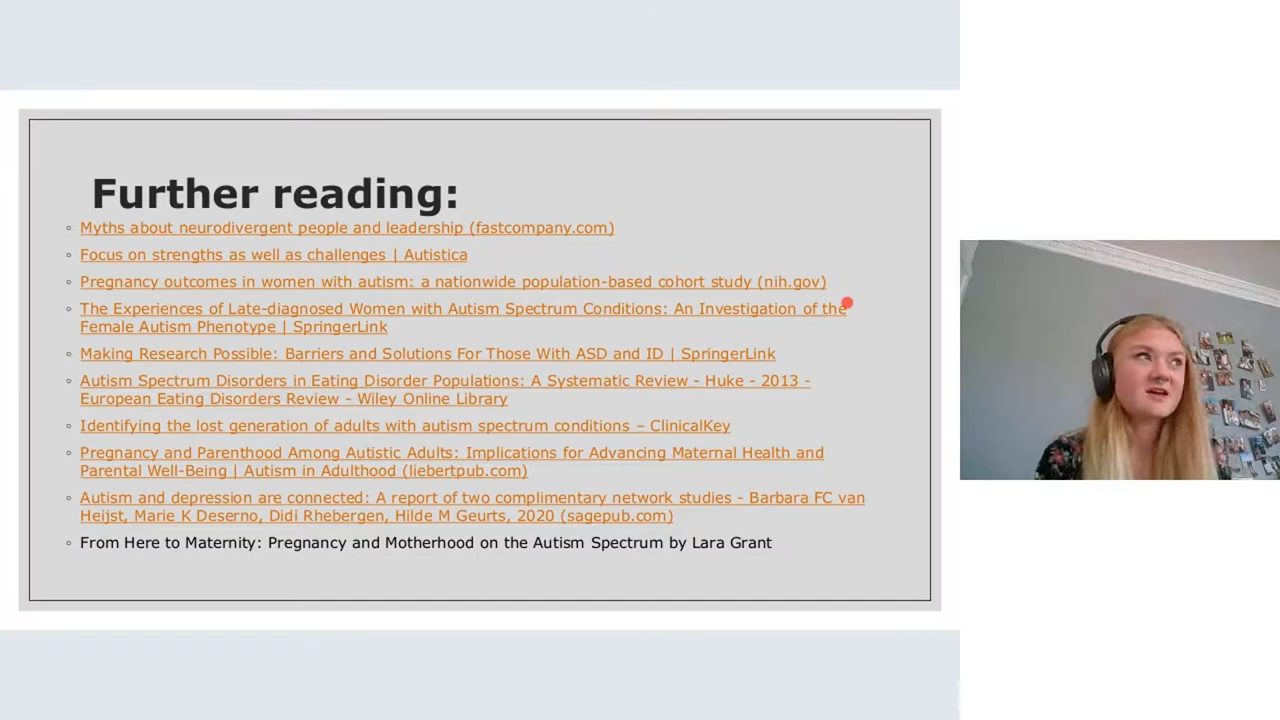 Further reading:
◦ Myths about neurodivergent people and leadership (fastcompany.com)
◦ Focus on strengths as well as challenges | Autistica
◦ Pregnancy outcomes in women with autism: a nationwide population-based cohort study (nih.gov)
◦ The Experiences of Late-diagnosed Women with Autism Spectrum Conditions: An Investigation of the
Female Autism Phenotype | SpringerLink
◦ Making Research Possible: Barriers and Solutions For Those With ASD and ID | SpringerLink
◦ Autism Spectrum Disorders in Eating Disorder Populations: A Systematic Review - Huke - 2013 -
European Eating Disorders Review - Wiley Online Library
◦ Identifying the lost generation of adults with autism spectrum conditions – ClinicalKey
◦ Pregnancy and Parenthood Among Autistic Adults: Implications for Advancing Maternal Health and
Parental Well-Being | Autism in Adulthood (liebertpub.com)
◦ Autism and depression are connected: A report of two complimentary network studies - Barbara FC van
Heijst, Marie K Deserno, Didi Rhebergen, Hilde M Geurts, 2020 (sagepub.com)
◦ From Here to Maternity: Pregnancy and Motherhood on the Autism Spectrum by Lara Grant